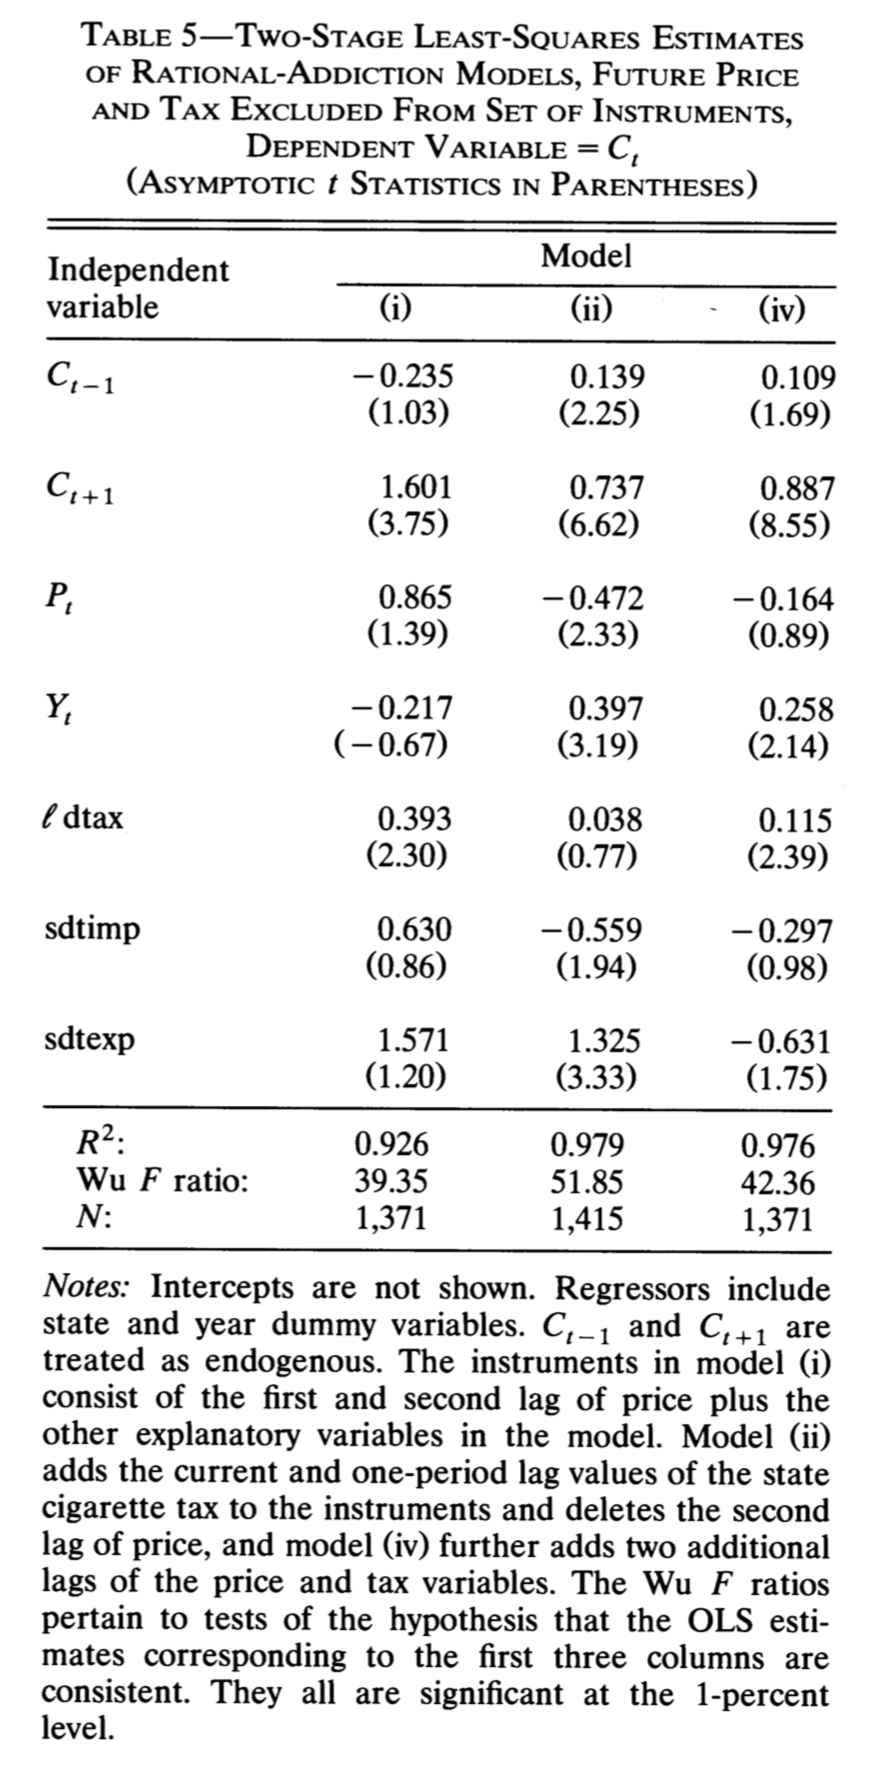 TABLE 5—TWO-STAGE LEAST-SQUARES ESTIMATES
OF RATIONAL-ADDICTION MODELS, FUTURE PRICE
AND TAX EXCLUDED FROM SET OF INSTRUMENTS,
DEPENDENT VARIABLE = C_t
(ASYMPTOTIC t STATISTICS IN PARENTHESES)
Model
Independent
variable (i) (ii) (iv)
C_{t−1} −0.235 0.139 0.109
(1.03) (2.25) (1.69)
C_{t+1} 1.601 0.737 0.887
(3.75) (6.62) (8.55)
P_t 0.865 −0.472 −0.164
(1.39) (2.33) (0.89)
Y_t −0.217 0.397 0.258
(−0.67) (3.19) (2.14)
ℓ dtax 0.393 0.038 0.115
(2.30) (0.77) (2.39)
sdtimp 0.630 −0.559 −0.297
(0.86) (1.94) (0.98)
sdtexp 1.571 1.325 −0.631
(1.20) (3.33) (1.75)
R²: 0.926 0.979 0.976
Wu F ratio: 39.35 51.85 42.36
N: 1,371 1,415 1,371
Notes: Intercepts are not shown. Regressors include
state and year dummy variables. C_{t−1} and C_{t+1} are
treated as endogenous. The instruments in model (i)
consist of the first and second lag of price plus the
other explanatory variables in the model. Model (ii)
adds the current and one-period lag values of the state
cigarette tax to the instruments and deletes the second
lag of price, and model (iv) further adds two additional
lags of the price and tax variables. The Wu F ratios
pertain to tests of the hypothesis that the OLS esti-
mates corresponding to the first three columns are
consistent. They all are significant at the 1-percent
level.